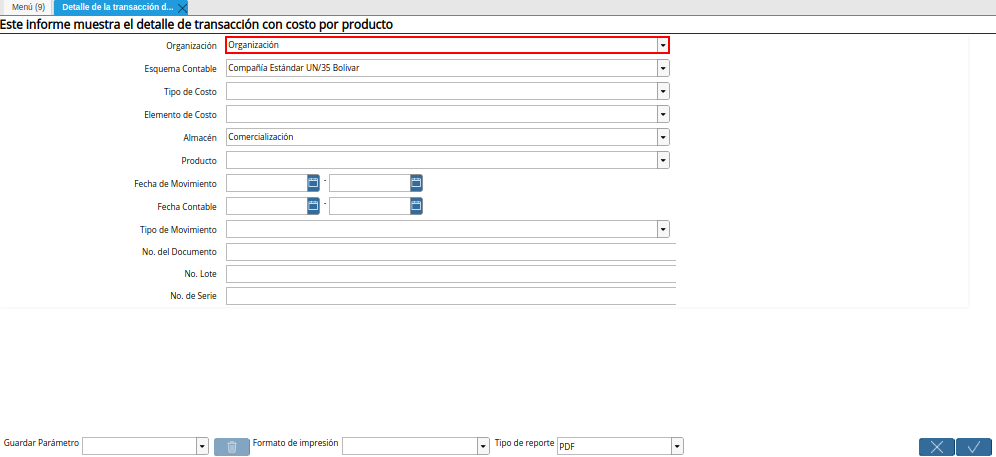 Menú (9) Detalle de la transacción d...
Este informe muestra el detalle de transacción con costo por producto
Organización Organización
Esquema Contable Compañía Estándar UN/35 Bolivar
Tipo de Costo
Elemento de Costo
Almacén Comercialización
Producto
Fecha de Movimiento -
Fecha Contable -
Tipo de Movimiento
No. del Documento
No. Lote
No. de Serie
Guardar Parámetro Formato de impresión Tipo de reporte PDF